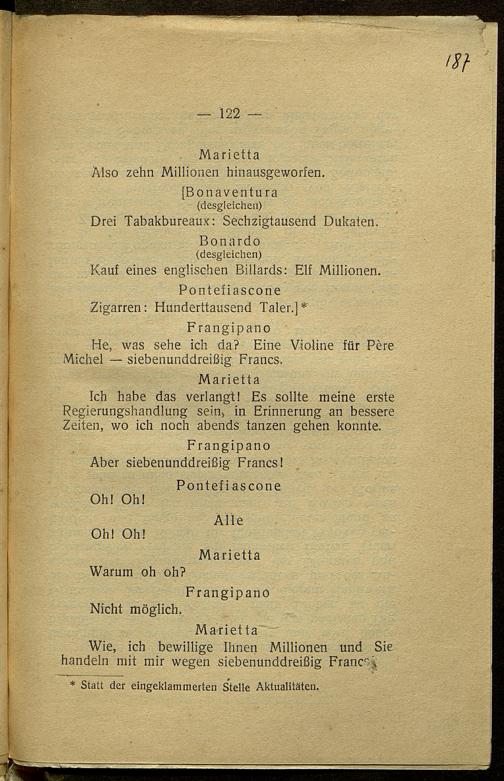 187
— 122 —
Marietta
Also zehn Millionen hinausgeworfen.
[Bonaventura
(desgleichen)
Drei Tabakbureaux: Sechzigtausend Dukaten.
Bonardo
(desgleichen)
Kauf eines englischen Billards: Elf Millionen.
Pontefiascone
Zigarren: Hunderttausend Taler.]*
Frangipano
He, was sehe ich da? Eine Violine für Père
Michel — siebenunddreißig Francs.
Marietta
Ich habe das verlangt! Es sollte meine erste
Regierungshandlung sein, in Erinnerung an bessere
Zeiten, wo ich noch abends tanzen gehen konnte.
Frangipano
Aber siebenunddreißig Francs!
Pontefiascone
Oh! Oh!
Alle
Oh! Oh!
Marietta
Warum oh oh?
Frangipano
Nicht möglich.
Marietta
Wie, ich bewillige Ihnen Millionen und Sie
handeln mit mir wegen siebenunddreißig Francs
* Statt der eingeklammerten Stelle Aktualitäten.